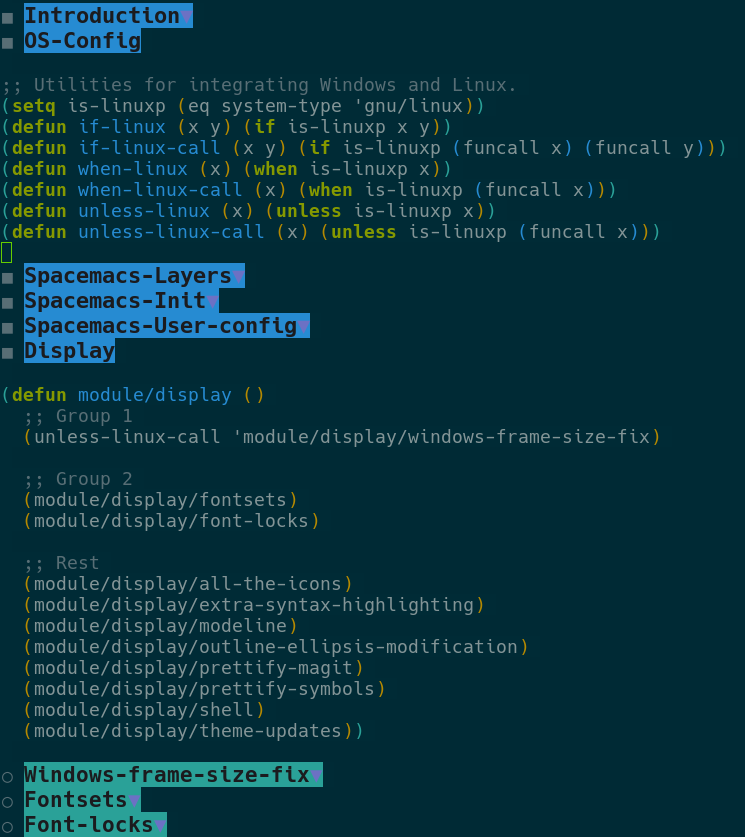 ■ Introduction▼
■ OS-Config
;; Utilities for integrating Windows and Linux.
(setq is-linuxp (eq system-type 'gnu/linux))
(defun if-linux (x y) (if is-linuxp x y))
(defun if-linux-call (x y) (if is-linuxp (funcall x) (funcall y)))
(defun when-linux (x) (when is-linuxp x))
(defun when-linux-call (x) (when is-linuxp (funcall x)))
(defun unless-linux (x) (unless is-linuxp x))
(defun unless-linux-call (x) (unless is-linuxp (funcall x)))
■ Spacemacs-Layers▼
■ Spacemacs-Init▼
■ Spacemacs-User-config▼
■ Display
(defun module/display ()
  ;; Group 1
  (unless-linux-call 'module/display/windows-frame-size-fix)
  ;; Group 2
  (module/display/fontsets)
  (module/display/font-locks)
  ;; Rest
  (module/display/all-the-icons)
  (module/display/extra-syntax-highlighting)
  (module/display/modeline)
  (module/display/outline-ellipsis-modification)
  (module/display/prettify-magit)
  (module/display/prettify-symbols)
  (module/display/shell)
  (module/display/theme-updates))
○ Windows-frame-size-fix▼
○ Fontsets▼
○ Font-locks▼